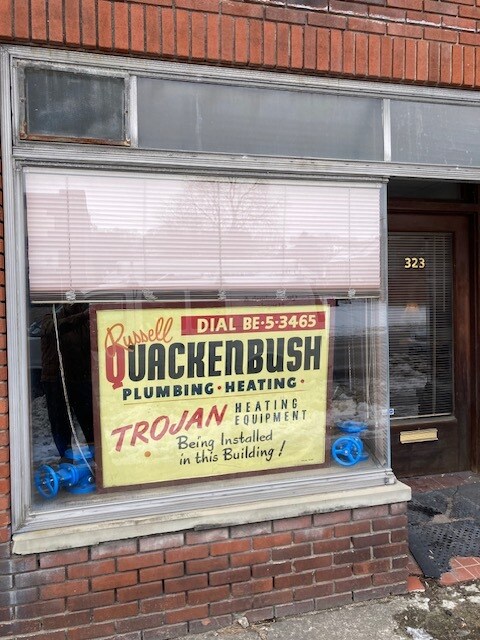 323
Russell
DIAL BE-5-3465
QUACKENBUSH
PLUMBING · HEATING ·
TROJAN HEATING EQUIPMENT
Being Installed
in this Building!